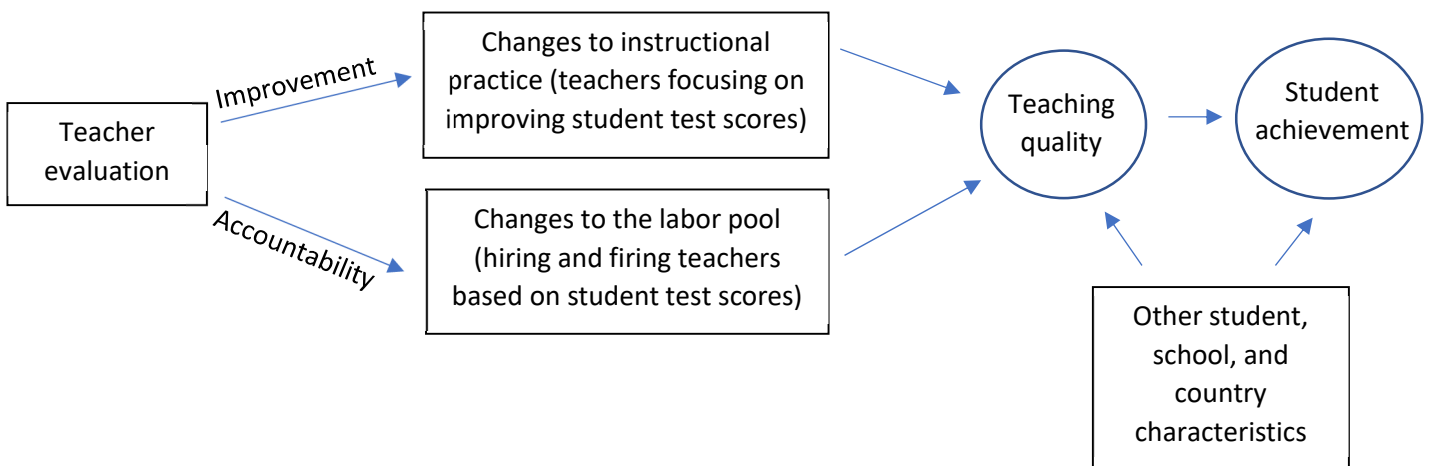 Teacher
evaluation
Improvement
Accountability
Changes to instructional
practice (teachers focusing on
improving student test scores)
Changes to the labor pool
(hiring and firing teachers
based on student test scores)
Teaching
quality
Student
achievement
Other student,
school, and
country
characteristics